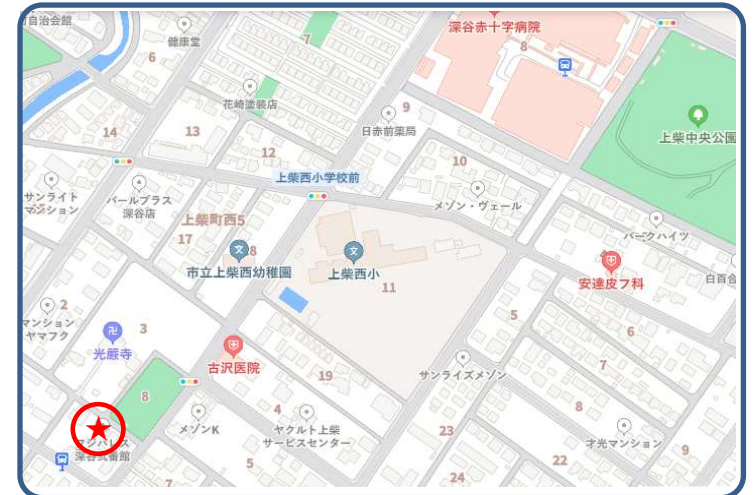 自治会館
健康堂
7
深谷赤十字病院
8
6
花崎塗装店
9
日赤前薬局
上柴中央公園
14
13
12
上柴西小学校前
10
サンライト
マンション
パールプラス
深谷店
メゾン・ヴェール
上柴町西5
17
18
市立上柴西幼稚園
上柴西小
11
パークハイツ
安達皮フ科
白百合
2
マンション
ヤマフク
3
光厳寺
古沢医院
5
6
19
サンライズメゾン
7
8
4
メゾンK
ヤクルト上柴
サービスセンター
8
才光マンション
深谷弐番館
5
23
22
9
7
24